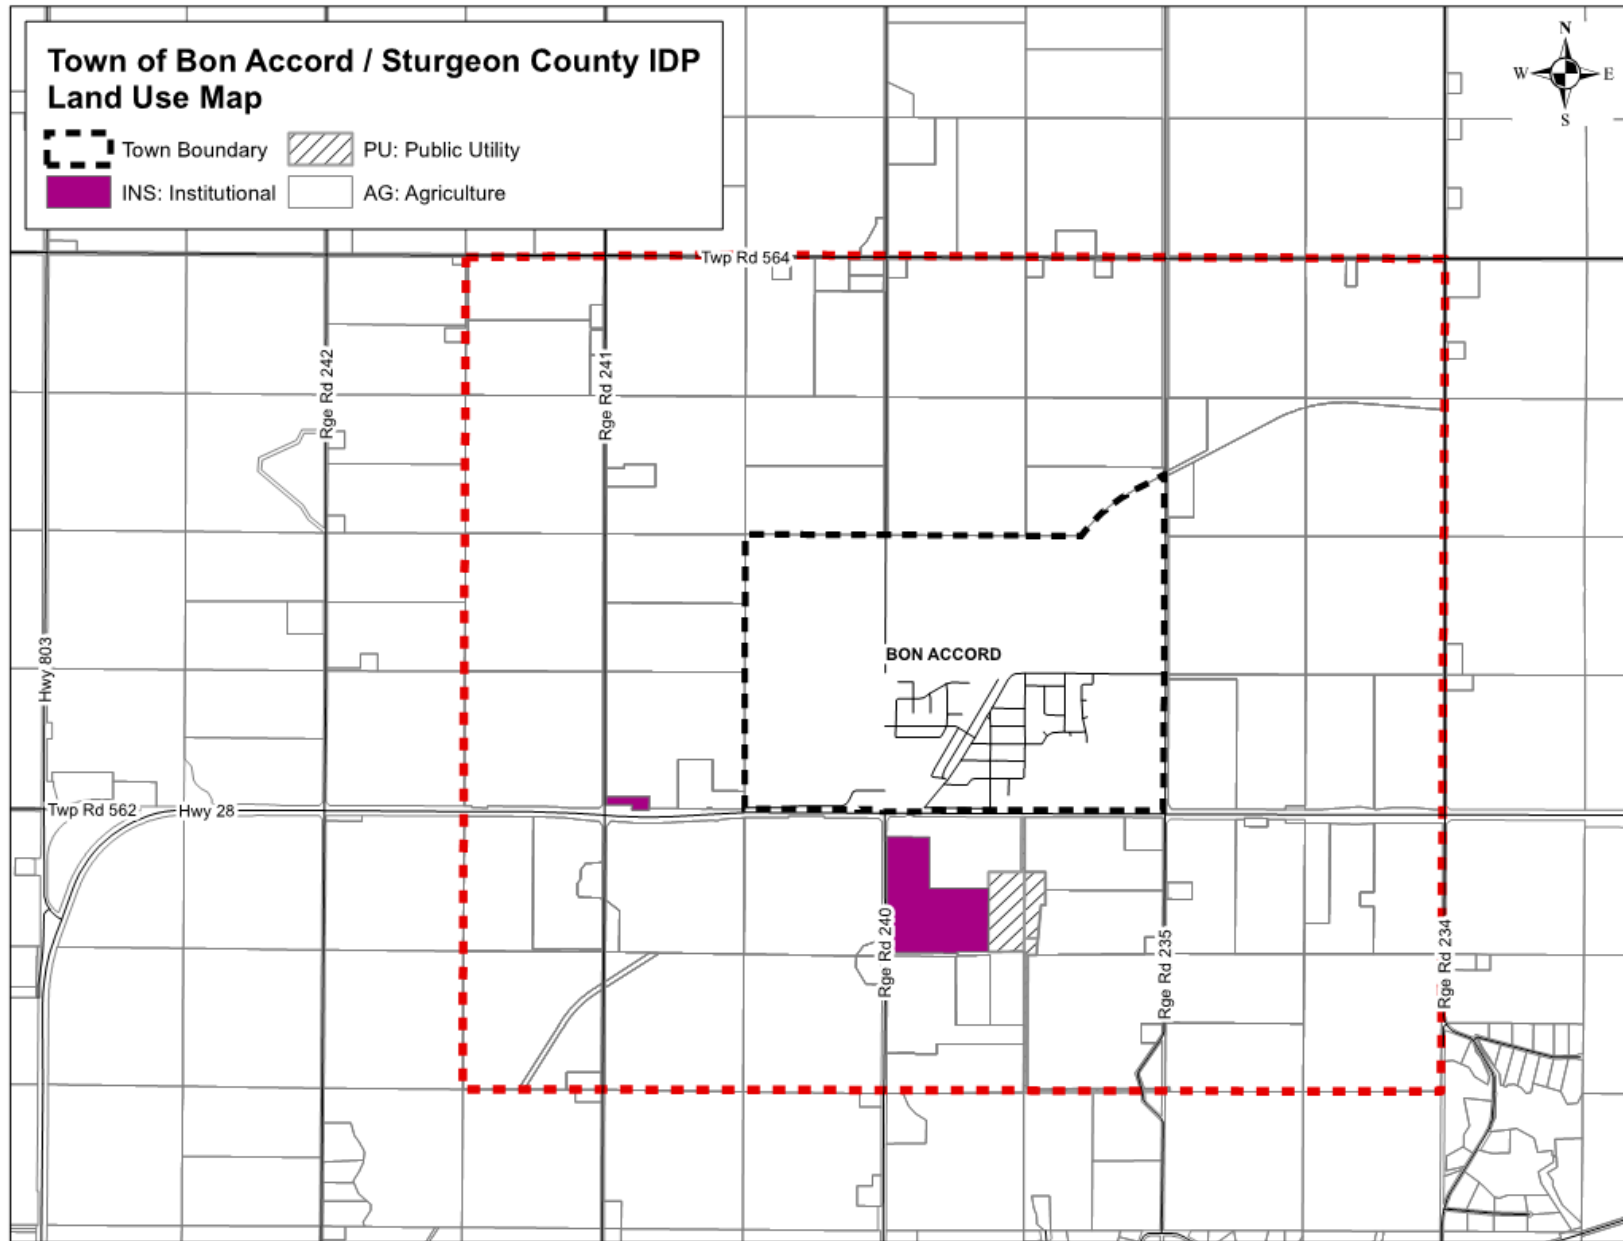 Town of Bon Accord / Sturgeon County IDP
Land Use Map
Town Boundary
PU: Public Utility
INS: Institutional
AG: Agriculture
N
W
E
S
Twp Rd 564
Rge Rd 242
Rge Rd 241
Hwy 803
BON ACCORD
Twp Rd 562
Hwy 28
Rge Rd 240
Rge Rd 235
Rge Rd 234